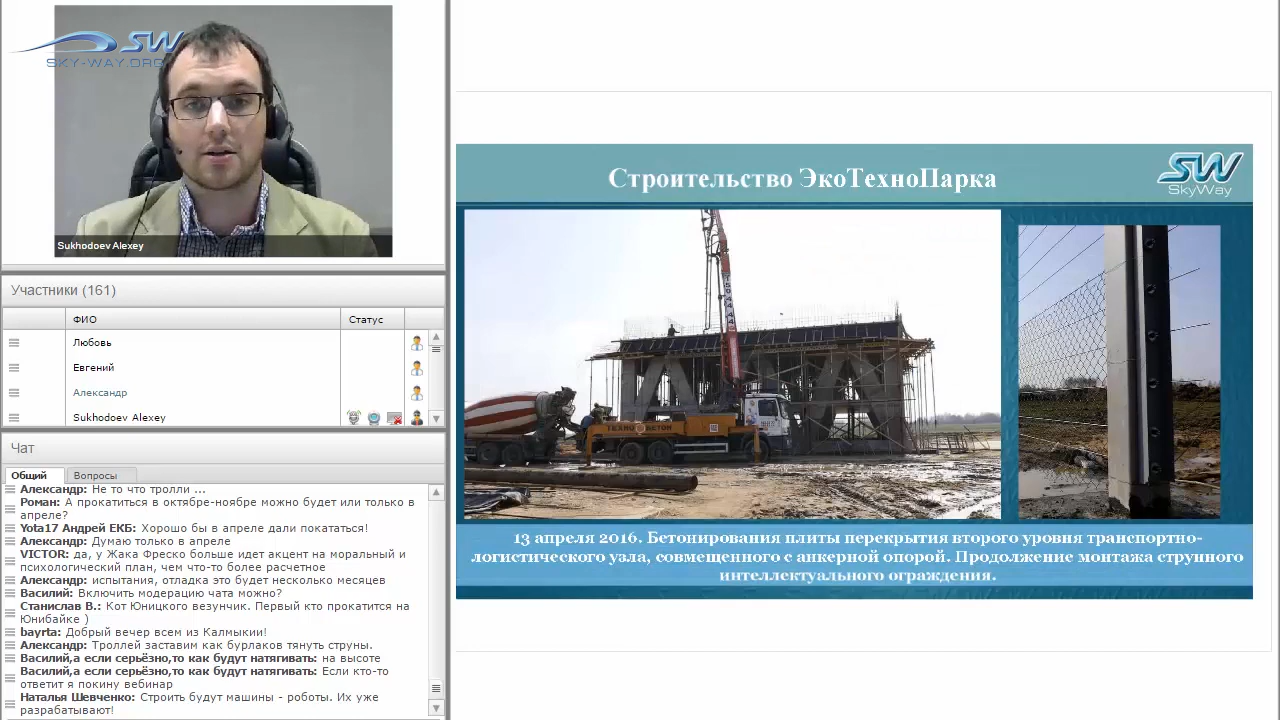 SW
SKY-WAY.ORG
Sukhodoev Alexey
Участники (161)
ФИО
Статус
Любовь
Евгений
Александр
Sukhodoev Alexey
Чат
Общий
Вопросы
Александр: Не то что тролли ...
Роман: А прокатиться в октябре-ноябре можно будет или только в
апреле?
Yota17 Андрей ЕКБ: Хорошо бы в апреле дали покататься!
Александр: Думаю только в апреле
VICTOR: да, у Жака Фреско больше идет акцент на моральный и
психологический план, чем что-то более расчетное
Александр: испытания, отладка это будет несколько месяцев
Василий: Включить модерацию чата можно?
Станислав В.: Кот Юницкого везунчик. Первый кто прокатится на
Юнибайке )
bayrta: Добрый вечер всем из Калмыкии!
Александр: Троллей заставим как бурлаков тянуть струны.
Василий,а если серьёзно,то как будут натягивать: на высоте
Василий,а если серьёзно,то как будут натягивать: Если кто-то
ответит я покину вебинар
Наталья Шевченко: Строить будут машины - роботы. Их уже
разрабатывают!
Строительство ЭкоТехноПарка
SW
SkyWay
13 апреля 2016. Бетонирования плиты перекрытия второго уровня транспортно-
логистического узла, совмещенного с анкерной опорой. Продолжение монтажа струнного
интеллектуального ограждения.